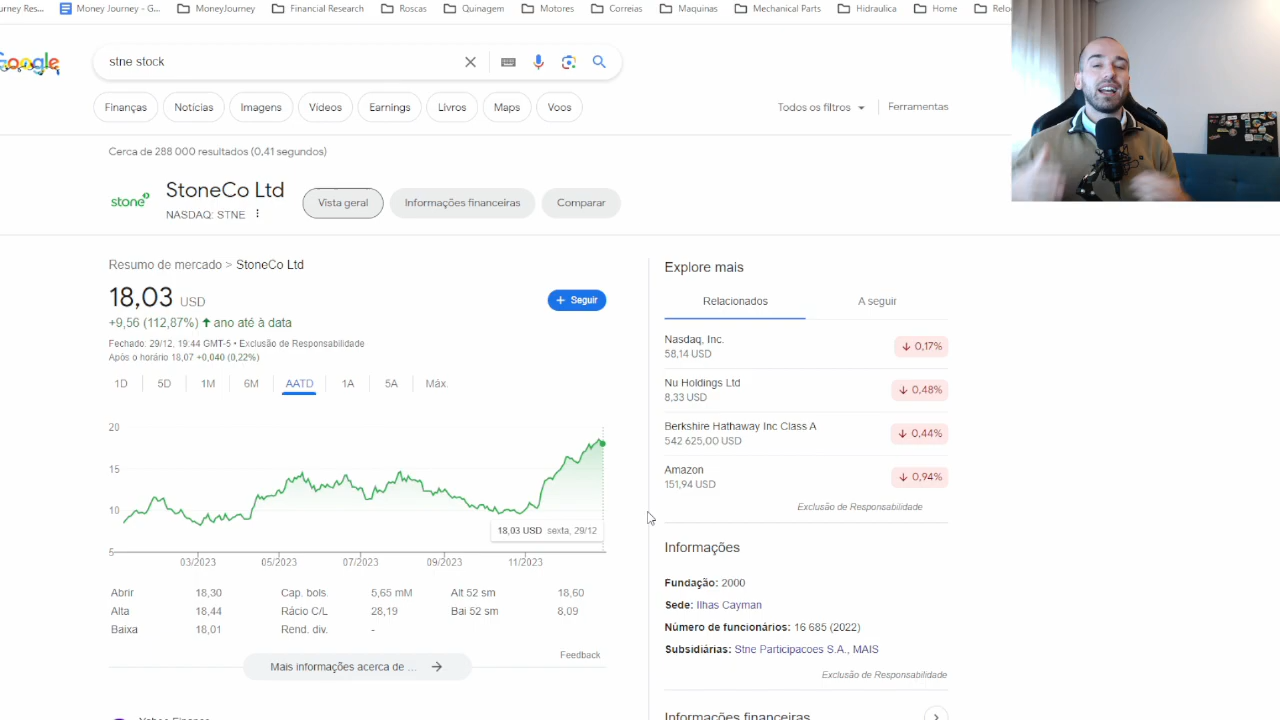 urney Res...
Money Journey - G...
MoneyJourney
Financial Research
Roscas
Quinagem
Motores
Correias
Maquinas
Mechanical Parts
Hidraulica
Home
Relo
Google
stne stock
Finanças
Notícias
Imagens
Vídeos
Earnings
Livros
Maps
Voos
Todos os filtros
Ferramentas
Cerca de 288 000 resultados (0,41 segundos)
stone
StoneCo Ltd
NASDAQ: STNE
Vista geral
Informações financeiras
Comparar
Resumo de mercado > StoneCo Ltd
18,03 USD
+ Seguir
+9,56 (112,87%) ↑ ano até à data
Fechado: 29/12, 19:44 GMT-5 • Exclusão de Responsabilidade
Após o horário 18,07 +0,040 (0,22%)
1D 5D 1M 6M AATD 1A 5A Máx.
20
15
10
5
18,03 USD sexta, 29/12
03/2023 05/2023 07/2023 09/2023 11/2023
Abrir 18,30 Cap. bols. 5,65 mM Alt 52 sm 18,60
Alta 18,44 Rácio C/L 28,19 Bai 52 sm 8,09
Baixa 18,01 Rend. div. -
Feedback
Mais informações acerca de ... →
Yahoo Finance
Explore mais
Relacionados
A seguir
Nasdaq, Inc.
58,14 USD
↓ 0,17%
Nu Holdings Ltd
8,33 USD
↓ 0,48%
Berkshire Hathaway Inc Class A
542 625,00 USD
↓ 0,44%
Amazon
151,94 USD
↓ 0,94%
Exclusão de Responsabilidade
Informações
Fundação: 2000
Sede: Ilhas Cayman
Número de funcionários: 16 685 (2022)
Subsidiárias: Stne Participacoes S.A., MAIS
Exclusão de Responsabilidade
Informações financeiras